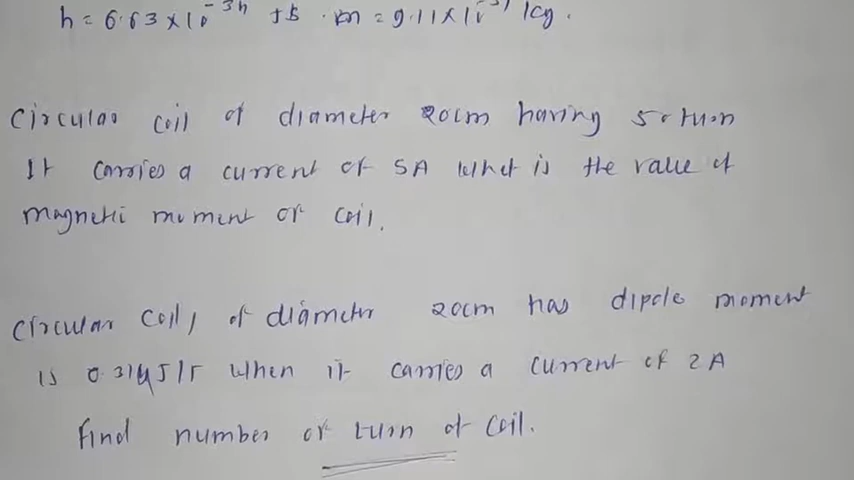 h = 6.63 × 10⁻³⁴ JS . m = 9.11 × 10⁻³¹ kg.
Circular coil of diameter 20cm having 50 turn
It carries a current of 5A What is the value of
magnetic moment of coil.
Circular coil, of diameter 20cm has dipole moment
is 0.314J/T when it carries a current of 2A
Find number of turn of coil.